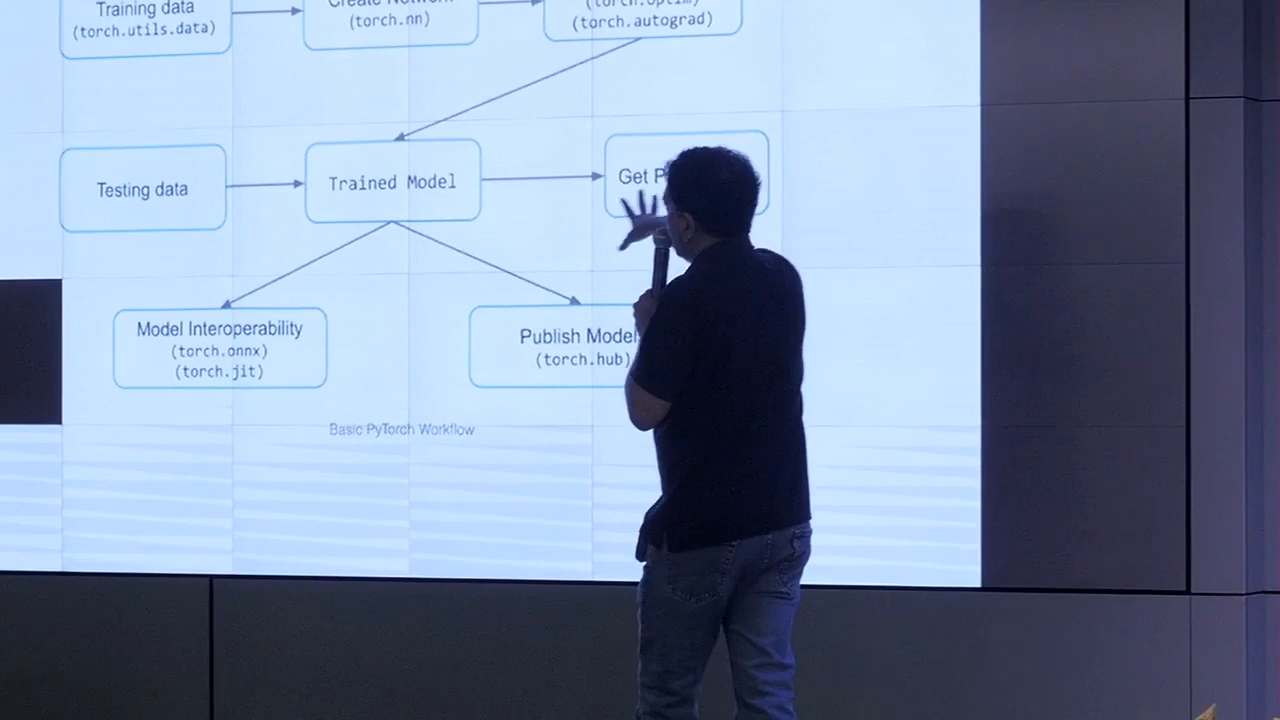 Training data
(torch.utils.data)
Create Network
(torch.nn)
(torch.optim)
(torch.autograd)
Testing data
Trained Model
Get
Model Interoperability
(torch.onnx)
(torch.jit)
Publish Model
(torch.hub)
Basic PyTorch Workflow